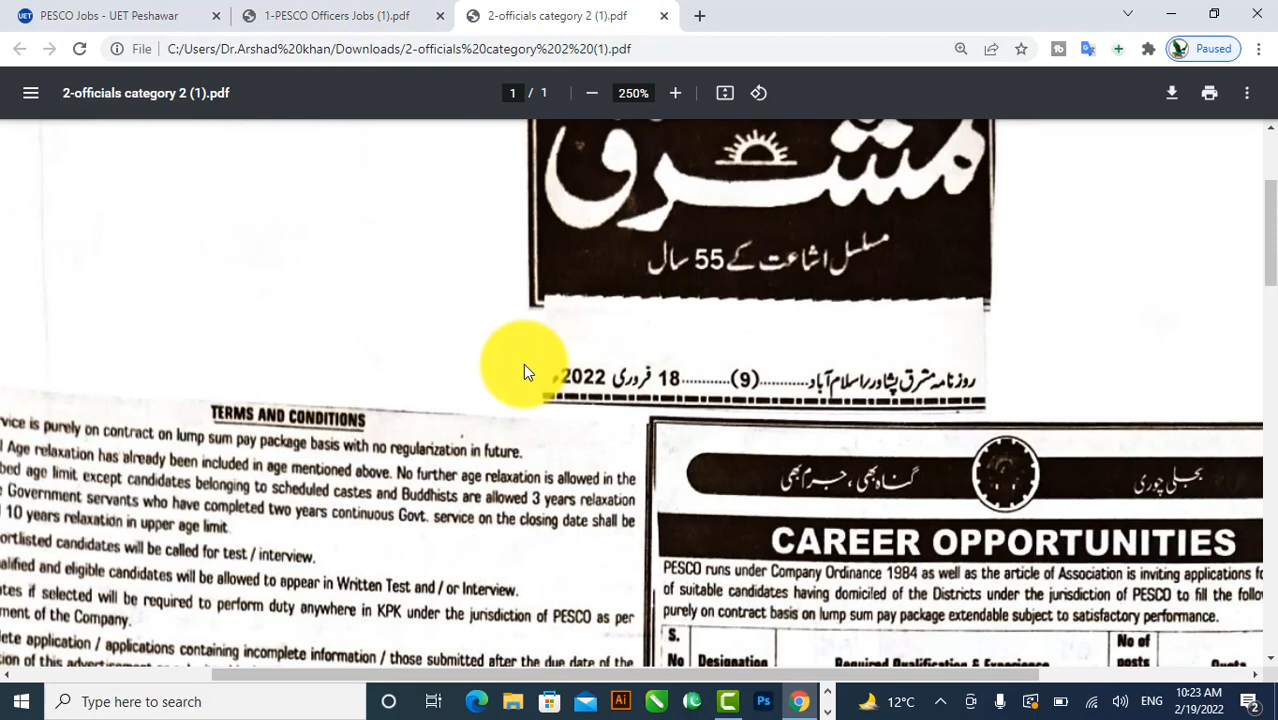 PESCO Jobs - UET Peshawar
1-PESCO Officers Jobs (1).pdf
2-officials category 2 (1).pdf
File
C:/Users/Dr.Arshad%20khan/Downloads/2-officials%20category%202%20(1).pdf
Paused
2-officials category 2 (1).pdf
1 / 1
250%
مشرق
مسلسل اشاعت کے 55 سال
روزنامہ مشرق پشاور/اسلام آباد...........(9)...........18 فروری 2022ء
TERMS AND CONDITIONS
vice is purely on contract on lump sum pay package basis with no regularization in future.
l Age relaxation has already been included in age mentioned above. No further age relaxation is allowed in the
bed age limit except candidates belonging to scheduled castes and Buddhists are allowed 3 years relaxation
e Government servants who have completed two years continuous Govt. service on the closing date shall be
l 10 years relaxation in upper age limit.
ortlisted candidates will be called for test / interview.
alified and eligible candidates will be allowed to appear in Written Test and / or Interview.
ates if selected will be required to perform duty anywhere in KPK under the jurisdiction of PESCO as per
ment of the Company.
lete application / applications containing incomplete information / those submitted after the due date of the
بجلی چوری
گناہ بھی ، جرم بھی
CAREER OPPORTUNITIES
PESCO runs under Company Ordinance 1984 as well as the article of Association is inviting applications fo
of suitable candidates having domiciled of the Districts under the jurisdiction of PESCO to fill the follo
purely on contract basis on lump sum pay package extendable subject to satisfactory performance.
S.
No
Designation
Required Qualification & Experience
No of
posts
Quota
Type here to search
12°C
ENG
10:23 AM
2/19/2022
2